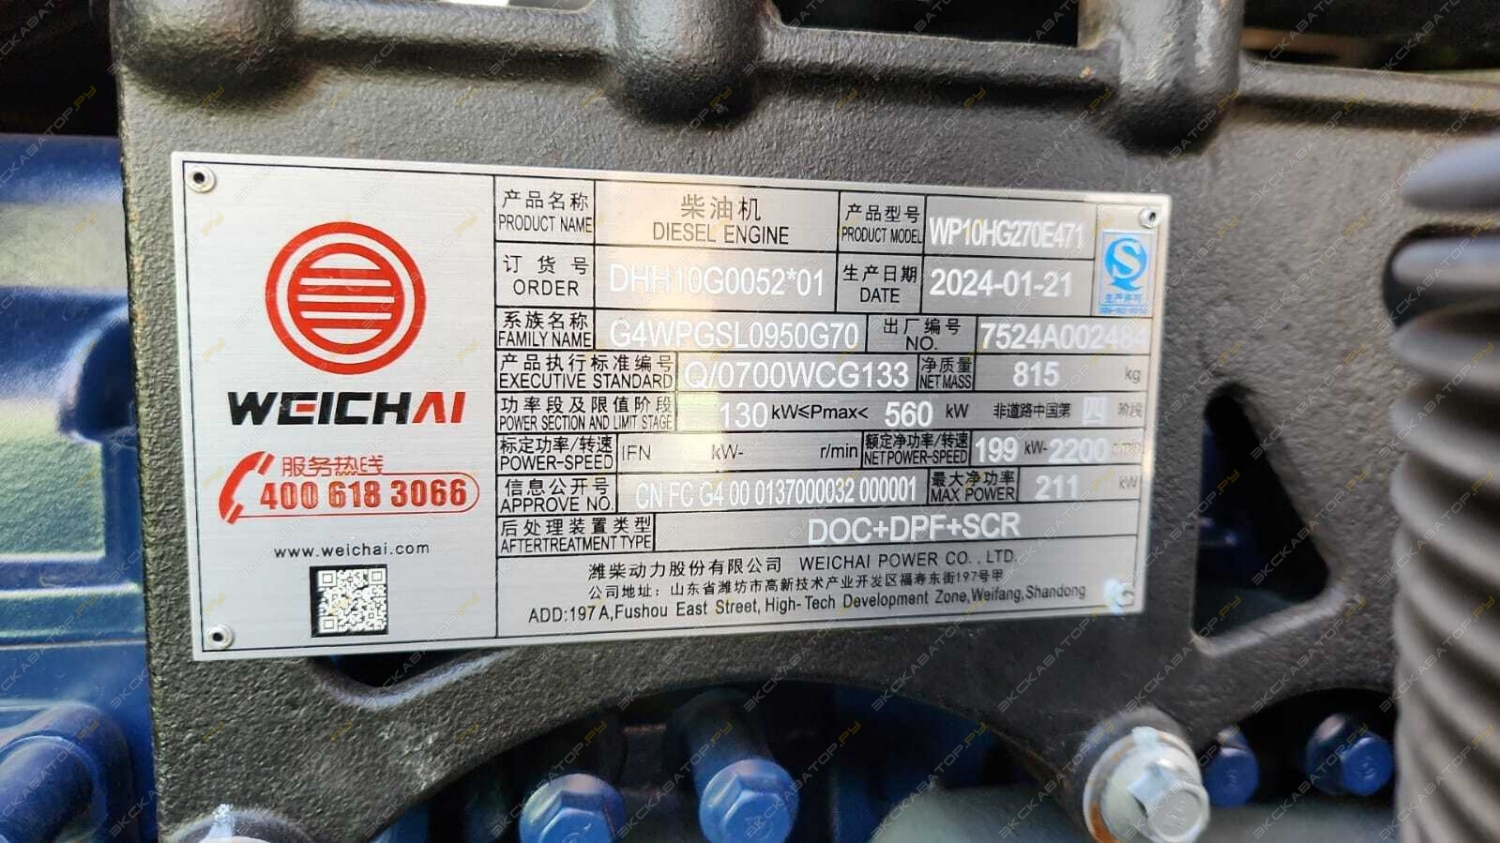 产品名称
PRODUCT NAME
柴油机
DIESEL ENGINE
产品型号
PRODUCT MODEL
WP10HG270E471
订货号
ORDER
DHH10G0052*01
生产日期
DATE
2024-01-21
生产许可
系族名称
FAMILY NAME
G4WPGSL0950G70
出厂编号
NO.
7524A002484
产品执行标准编号
EXECUTIVE STANDARD
Q/0700WCG133
净质量
NET MASS
815 kg
功率段及限值阶段
POWER SECTION AND LIMIT STAGE
130 kW≤Pmax< 560 kW 非道路中国第 四 阶段
标定功率/转速
POWER-SPEED
IFN kW- r/min
额定净功率/转速
NET POWER-SPEED
199 kW- 2200 r/min
信息公开号
APPROVE NO.
CN FC G4 00 0137000032 000001
最大净功率
MAX POWER
211 kW
后处理装置类型
AFTERTREATMENT TYPE
DOC+DPF+SCR
潍柴动力股份有限公司 WEICHAI POWER CO., LTD.
公司地址：山东省潍坊市高新技术产业开发区福寿东街197号甲
ADD:197 A,Fushou East Street, High-Tech Development Zone,Weifang,Shandong
WEICHAI
服务热线
400 618 3066
www.weichai.com
ЭКСКАВАТОР.РУ